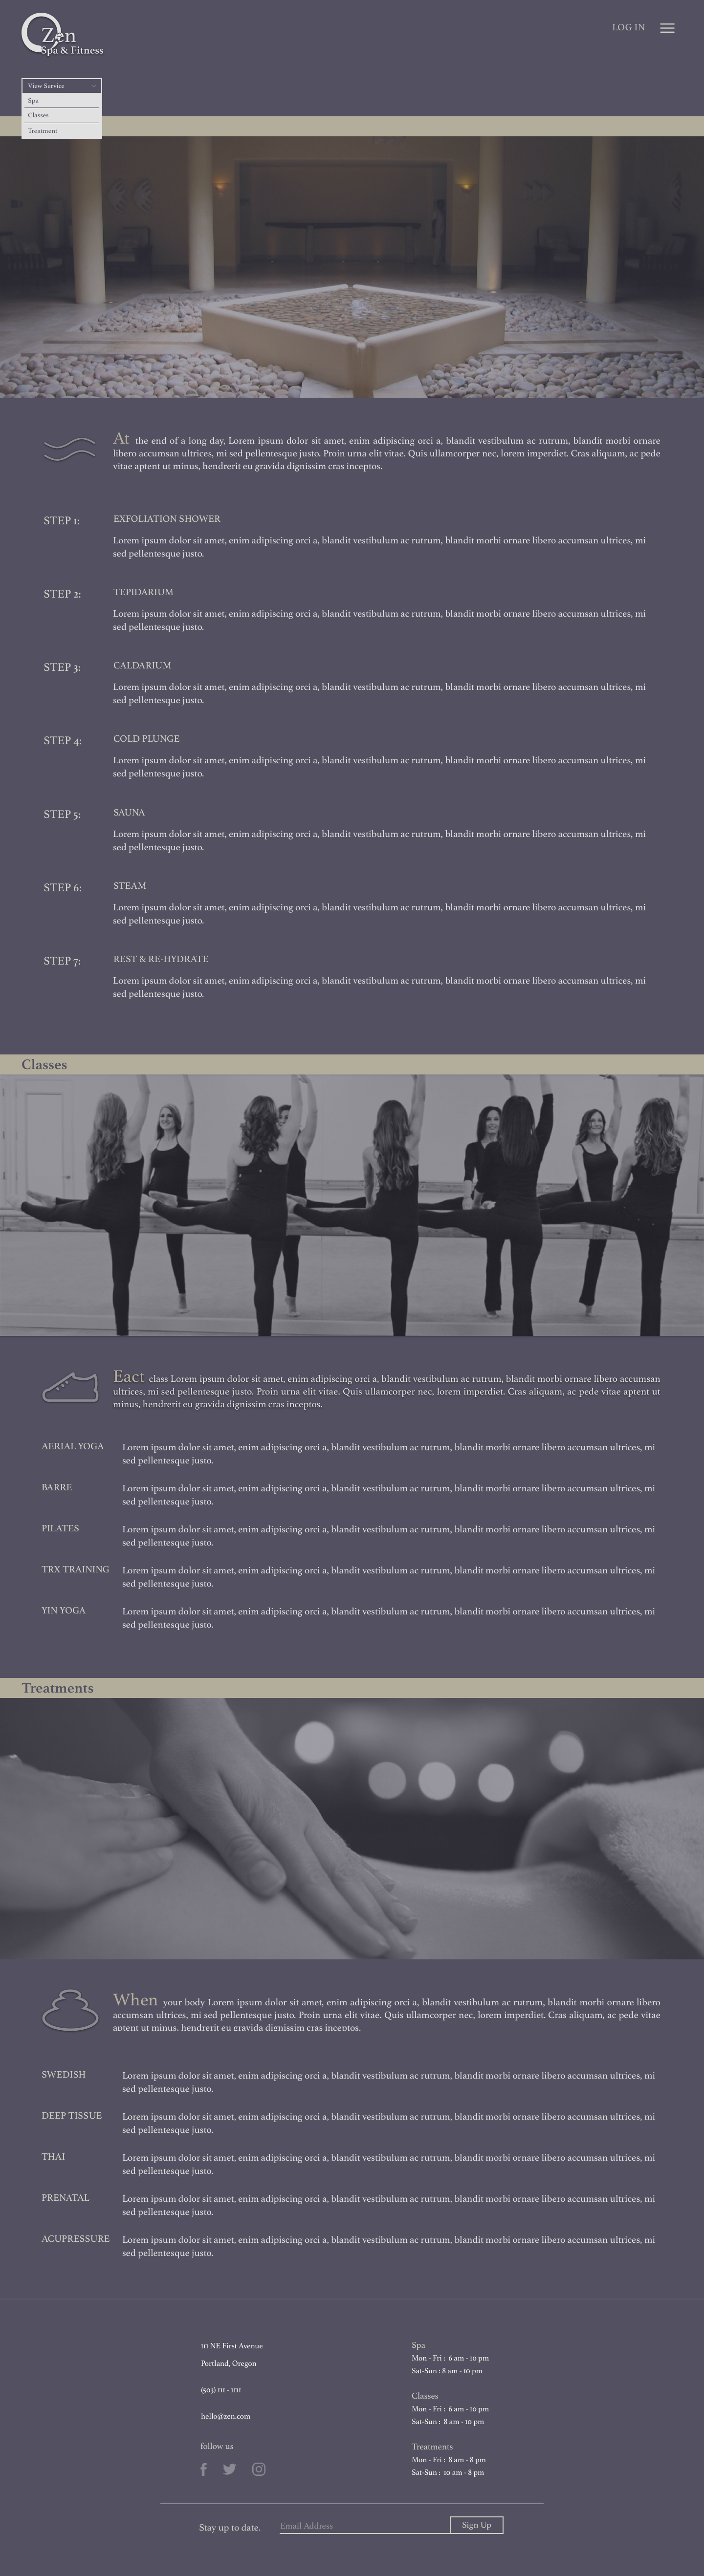 Zen
Spa & Fitness
LOG IN
View Service
Spa
Classes
Treatment
At the end of a long day, Lorem ipsum dolor sit amet, enim adipiscing orci a, blandit vestibulum ac rutrum, blandit morbi ornare
libero accumsan ultrices, mi sed pellentesque justo. Proin urna elit vitae. Quis ullamcorper nec, lorem imperdiet. Cras aliquam, ac pede
vitae aptent ut minus, hendrerit eu gravida dignissim cras inceptos.
STEP 1: EXFOLIATION SHOWER
Lorem ipsum dolor sit amet, enim adipiscing orci a, blandit vestibulum ac rutrum, blandit morbi ornare libero accumsan ultrices, mi
sed pellentesque justo.
STEP 2: TEPIDARIUM
Lorem ipsum dolor sit amet, enim adipiscing orci a, blandit vestibulum ac rutrum, blandit morbi ornare libero accumsan ultrices, mi
sed pellentesque justo.
STEP 3: CALDARIUM
Lorem ipsum dolor sit amet, enim adipiscing orci a, blandit vestibulum ac rutrum, blandit morbi ornare libero accumsan ultrices, mi
sed pellentesque justo.
STEP 4: COLD PLUNGE
Lorem ipsum dolor sit amet, enim adipiscing orci a, blandit vestibulum ac rutrum, blandit morbi ornare libero accumsan ultrices, mi
sed pellentesque justo.
STEP 5: SAUNA
Lorem ipsum dolor sit amet, enim adipiscing orci a, blandit vestibulum ac rutrum, blandit morbi ornare libero accumsan ultrices, mi
sed pellentesque justo.
STEP 6: STEAM
Lorem ipsum dolor sit amet, enim adipiscing orci a, blandit vestibulum ac rutrum, blandit morbi ornare libero accumsan ultrices, mi
sed pellentesque justo.
STEP 7: REST & RE-HYDRATE
Lorem ipsum dolor sit amet, enim adipiscing orci a, blandit vestibulum ac rutrum, blandit morbi ornare libero accumsan ultrices, mi
sed pellentesque justo.
Classes
Eact class Lorem ipsum dolor sit amet, enim adipiscing orci a, blandit vestibulum ac rutrum, blandit morbi ornare libero accumsan
ultrices, mi sed pellentesque justo. Proin urna elit vitae. Quis ullamcorper nec, lorem imperdiet. Cras aliquam, ac pede vitae aptent ut
minus, hendrerit eu gravida dignissim cras inceptos.
AERIAL YOGA Lorem ipsum dolor sit amet, enim adipiscing orci a, blandit vestibulum ac rutrum, blandit morbi ornare libero accumsan ultrices, mi
sed pellentesque justo.
BARRE Lorem ipsum dolor sit amet, enim adipiscing orci a, blandit vestibulum ac rutrum, blandit morbi ornare libero accumsan ultrices, mi
sed pellentesque justo.
PILATES Lorem ipsum dolor sit amet, enim adipiscing orci a, blandit vestibulum ac rutrum, blandit morbi ornare libero accumsan ultrices, mi
sed pellentesque justo.
TRX TRAINING Lorem ipsum dolor sit amet, enim adipiscing orci a, blandit vestibulum ac rutrum, blandit morbi ornare libero accumsan ultrices, mi
sed pellentesque justo.
YIN YOGA Lorem ipsum dolor sit amet, enim adipiscing orci a, blandit vestibulum ac rutrum, blandit morbi ornare libero accumsan ultrices, mi
sed pellentesque justo.
Treatments
When your body Lorem ipsum dolor sit amet, enim adipiscing orci a, blandit vestibulum ac rutrum, blandit morbi ornare libero
accumsan ultrices, mi sed pellentesque justo. Proin urna elit vitae. Quis ullamcorper nec, lorem imperdiet. Cras aliquam, ac pede vitae
aptent ut minus, hendrerit eu gravida dignissim cras inceptos.
SWEDISH Lorem ipsum dolor sit amet, enim adipiscing orci a, blandit vestibulum ac rutrum, blandit morbi ornare libero accumsan ultrices, mi
sed pellentesque justo.
DEEP TISSUE Lorem ipsum dolor sit amet, enim adipiscing orci a, blandit vestibulum ac rutrum, blandit morbi ornare libero accumsan ultrices, mi
sed pellentesque justo.
THAI Lorem ipsum dolor sit amet, enim adipiscing orci a, blandit vestibulum ac rutrum, blandit morbi ornare libero accumsan ultrices, mi
sed pellentesque justo.
PRENATAL Lorem ipsum dolor sit amet, enim adipiscing orci a, blandit vestibulum ac rutrum, blandit morbi ornare libero accumsan ultrices, mi
sed pellentesque justo.
ACUPRESSURE Lorem ipsum dolor sit amet, enim adipiscing orci a, blandit vestibulum ac rutrum, blandit morbi ornare libero accumsan ultrices, mi
sed pellentesque justo.
111 NE First Avenue
Portland, Oregon
(503) 111 - 1111
hello@zen.com
follow us
Spa
Mon - Fri : 6 am - 10 pm
Sat-Sun : 8 am - 10 pm
Classes
Mon - Fri : 6 am - 10 pm
Sat-Sun : 8 am - 10 pm
Treatments
Mon - Fri : 8 am - 8 pm
Sat-Sun : 10 am - 8 pm
Stay up to date. Email Address Sign Up